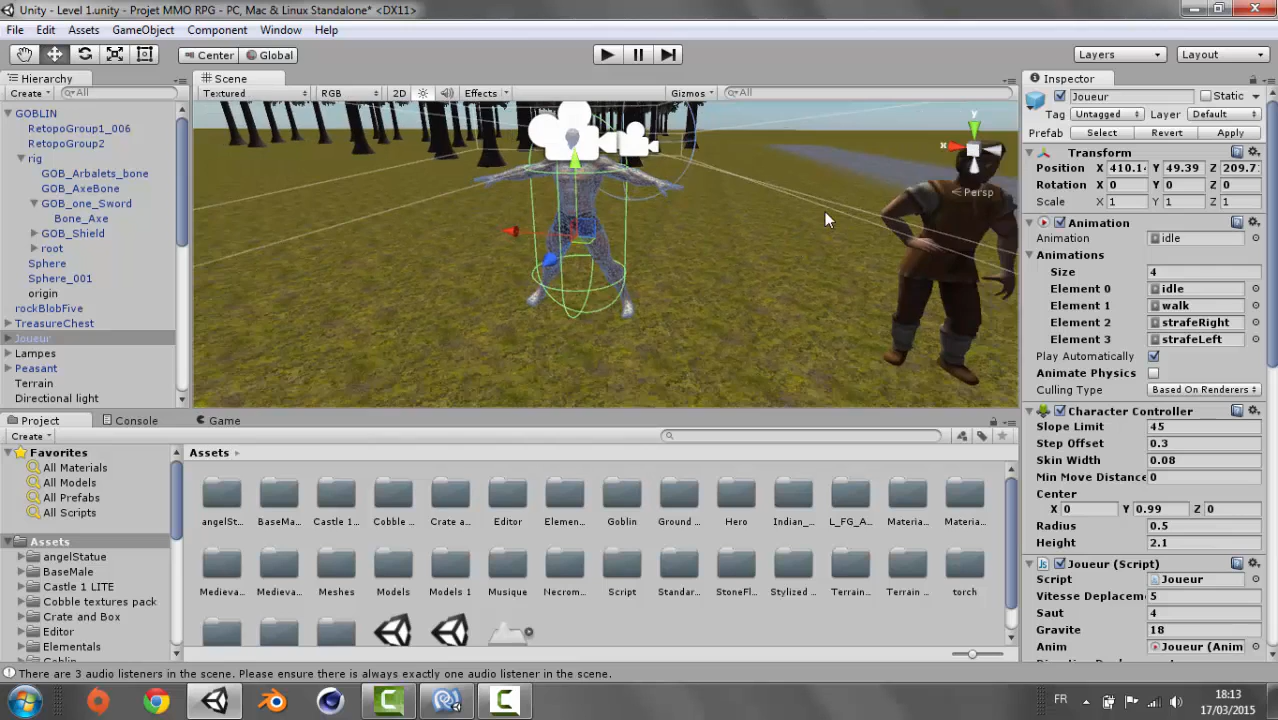 Unity - Level 1.unity - Projet MMO RPG - PC, Mac & Linux Standalone* <DX11>
File Edit Assets GameObject Component Window Help
Center Global Layers Layout
Hierarchy
Create All
GOBLIN
RetopoGroup1_006
RetopoGroup2
rig
GOB_Arbalets_bone
GOB_AxeBone
GOB_one_Sword
Bone_Axe
GOB_Shield
root
Sphere
Sphere_001
origin
rockBlobFive
TreasureChest
Joueur
Lampes
Peasant
Terrain
Directional light
Scene
Textured RGB 2D Effects Gizmos All
y
x
Persp
Inspector
Joueur Static
Tag Untagged Layer Default
Prefab Select Revert Apply
Transform
Position X 410.1 Y 49.39 Z 209.7
Rotation X 0 Y 0 Z 0
Scale X 1 Y 1 Z 1
Animation
Animation idle
Animations
Size 4
Element 0 idle
Element 1 walk
Element 2 strafeRight
Element 3 strafeLeft
Play Automatically
Animate Physics
Culling Type Based On Renderers
Character Controller
Slope Limit 45
Step Offset 0.3
Skin Width 0.08
Min Move Distance 0
Center
X 0 Y 0.99 Z 0
Radius 0.5
Height 2.1
Joueur (Script)
Script Joueur
Vitesse Deplacem 5
Saut 4
Gravite 18
Anim Joueur (Anim
Project Console Game
Create
Favorites
All Materials
All Models
All Prefabs
All Scripts
Assets
angelStatue
BaseMale
Castle 1 LITE
Cobble textures pack
Crate and Box
Editor
Elementals
Assets
angelSt... BaseMa... Castle 1... Cobble ... Crate a... Editor Elemen... Goblin Ground ... Hero Indian_... L_FG_A... Materia... Materia...
Medieva... Medieva... Meshes Models Models 1 Musique Necrom... Script Standar... StoneFl... Stylized ... Terrain... Terrain ... torch
There are 3 audio listeners in the scene. Please ensure there is always exactly one audio listener in the scene.
FR 18:13
17/03/2015